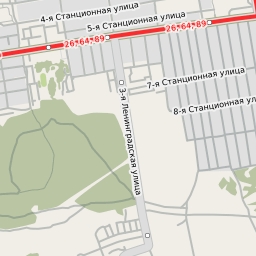 4-я Станционная улица
5-я Станционная улица
26, 64, 89
26, 64, 89
7-я Станционная улица
8-я Станционная
3-я Ленинградская улица